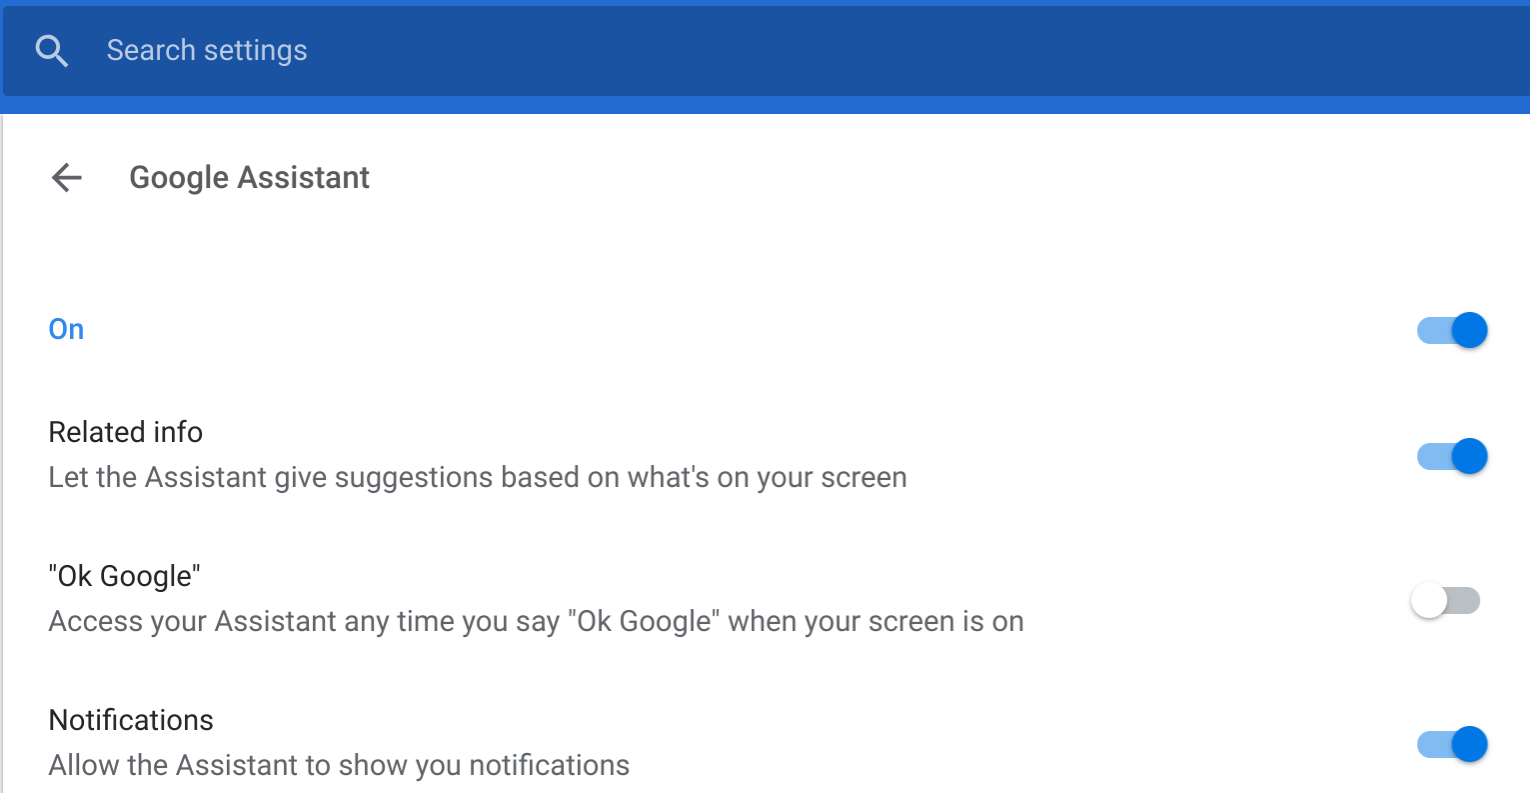 Search settings
Google Assistant
On
Related info
Let the Assistant give suggestions based on what's on your screen
"Ok Google"
Access your Assistant any time you say "Ok Google" when your screen is on
Notifications
Allow the Assistant to show you notifications